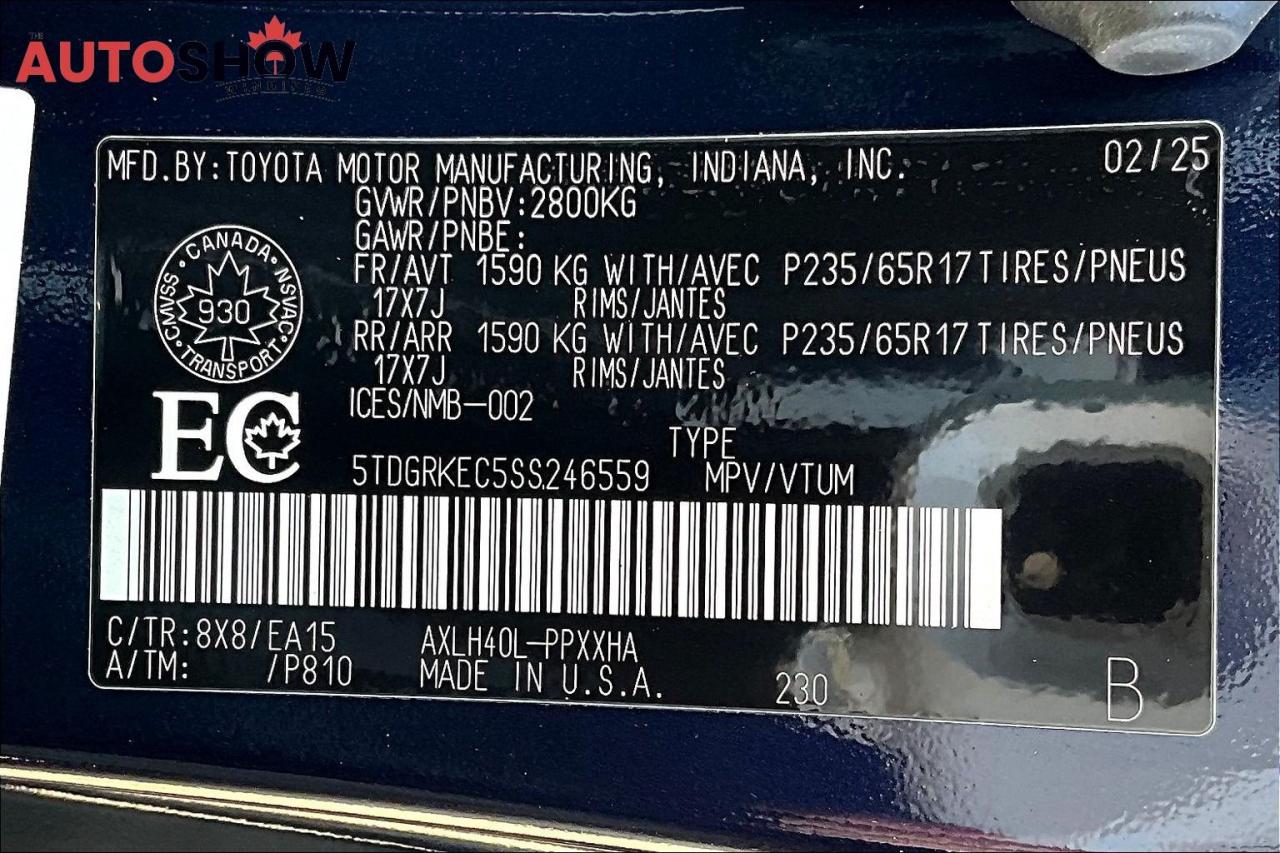 THE
AUTOSHOW
WINNIPEG
MFD.BY:TOYOTA MOTOR MANUFACTURING, INDIANA, INC. 02/25
GVWR/PNBV:2800KG
GAWR/PNBE:
FR/AVT 1590 KG WITH/AVEC P235/65R17 TIRES/PNEUS
17X7J RIMS/JANTES
RR/ARR 1590 KG WITH/AVEC P235/65R17 TIRES/PNEUS
17X7J RIMS/JANTES
ICES/NMB-002
CANADA
CMVSS 930 NSVAC
TRANSPORT
EC
TYPE
5TDGRKEC5SS246559 MPV/VTUM
C/TR:8X8/EA15 AXLH40L-PPXXHA
A/TM: /P810 MADE IN U.S.A. 230 B